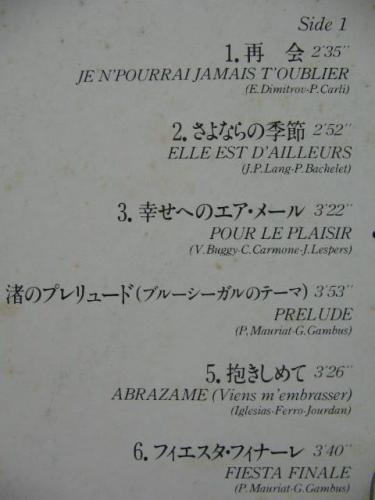 Side 1
1. 再 会 2'35''
JE N'POURRAI JAMAIS T'OUBLIER
(E.Dimitrov-P.Carli)
2. さよならの季節 2'52''
ELLE EST D'AILLEURS
(J.P.Lang-P.Bachelet)
3. 幸せへのエア・メール 3'22''
POUR LE PLAISIR
(V.Buggy-C.Carmone-J.Lespers)
渚のプレリュード(ブルーシーガルのテーマ) 3'53''
PRELUDE
(P.Mauriat-G.Gambus)
5. 抱きしめて 3'26''
ABRAZAME (Viens m'embrasser)
(Iglesias-Ferro-Jourdan)
6. フィエスタ・フィナーレ 3'40''
FIESTA FINALE
(P.Mauriat-G.Gambus)